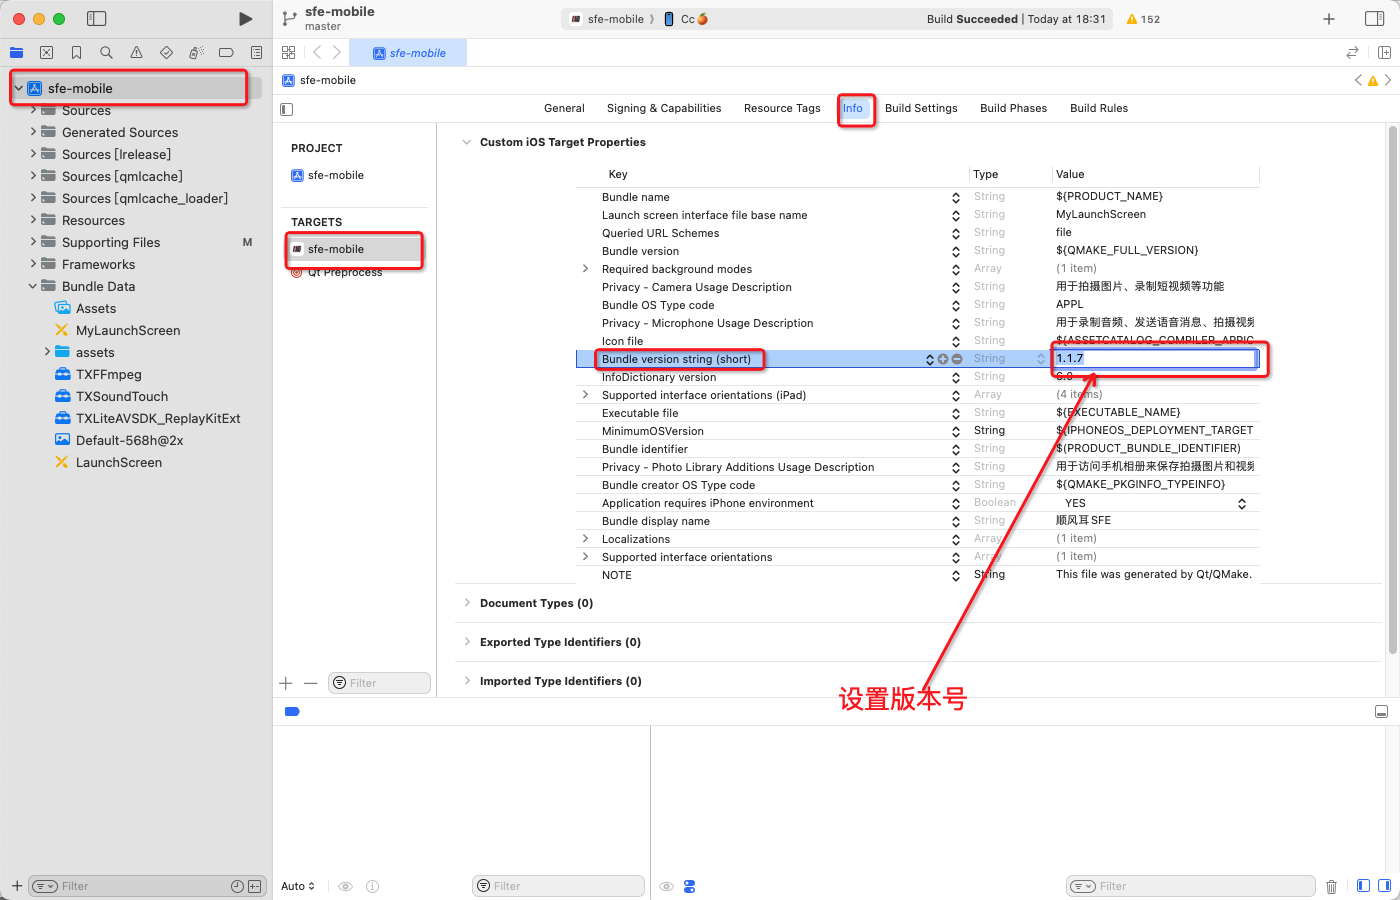 sfe-mobile
master
sfe-mobile 〉 Cc🍊
Build Succeeded | Today at 18:31
152
sfe-mobile
sfe-mobile
sfe-mobile
Sources
Generated Sources
Sources [lrelease]
Sources [qmlcache]
Sources [qmlcache_loader]
Resources
Supporting Files M
Frameworks
Bundle Data
Assets
MyLaunchScreen
assets
TXFFmpeg
TXSoundTouch
TXLiteAVSDK_ReplayKitExt
Default-568h@2x
LaunchScreen
Filter
General Signing & Capabilities Resource Tags Info Build Settings Build Phases Build Rules
PROJECT
sfe-mobile
TARGETS
sfe-mobile
Qt Preprocess
Filter
Custom iOS Target Properties
Key Type Value
Bundle name String ${PRODUCT_NAME}
Launch screen interface file base name String MyLaunchScreen
Queried URL Schemes String file
Bundle version String ${QMAKE_FULL_VERSION}
Required background modes Array (1 item)
Privacy - Camera Usage Description String 用于拍摄图片、录制短视频等功能
Bundle OS Type code String APPL
Privacy - Microphone Usage Description String 用于录制音频、发送语音消息、拍摄视频
Icon file String ${ASSETCATALOG_COMPILER_APPIC
Bundle version string (short) String 1.1.7
InfoDictionary version String 6.0
Supported interface orientations (iPad) Array (4 items)
Executable file String ${EXECUTABLE_NAME}
MinimumOSVersion String ${IPHONEOS_DEPLOYMENT_TARGET
Bundle identifier String $(PRODUCT_BUNDLE_IDENTIFIER)
Privacy - Photo Library Additions Usage Description String 用于访问手机相册来保存拍摄图片和视频
Bundle creator OS Type code String ${QMAKE_PKGINFO_TYPEINFO}
Application requires iPhone environment Boolean YES
Bundle display name String 顺风耳SFE
Localizations Array (1 item)
Supported interface orientations Array (1 item)
NOTE String This file was generated by Qt/QMake.
Document Types (0)
Exported Type Identifiers (0)
Imported Type Identifiers (0)
设置版本号
Auto
Filter
Filter